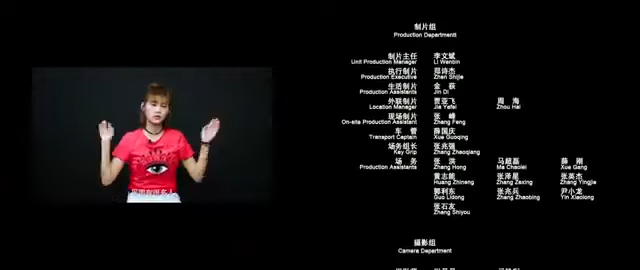 制片组
Production Departmentt
制片主任 李文斌
Unit Production Manager Li Wenbin
执行制片 郑诗杰
Production Executive Zhen Shijie
生活制片 金 荻
Production Assistants Jin Di
外联制片 贾亚飞 周 海
Location Manager Jia Yafei Zhou Hai
现场制片 张 峰
On-site Production Assistant Zhang Feng
车 管 薛国庆
Transport Captain Xue Guoqing
场务组长 张兆强
Key Grip Zhang Zhaoqiang
场 务 张 洪 马超磊 薛 刚
Production Assistants Zhang Hong Ma Chaolei Xue Gang
黄志能 张泽星 张英杰
Huang Zhineng Zhang Zexing Zhang Yingjie
郭利东 张兆兵 尹小龙
Guo Lidong Zhang Zhaobing Yin Xiaolong
张石友
Zhang Shiyou
摄影组
Camera Department